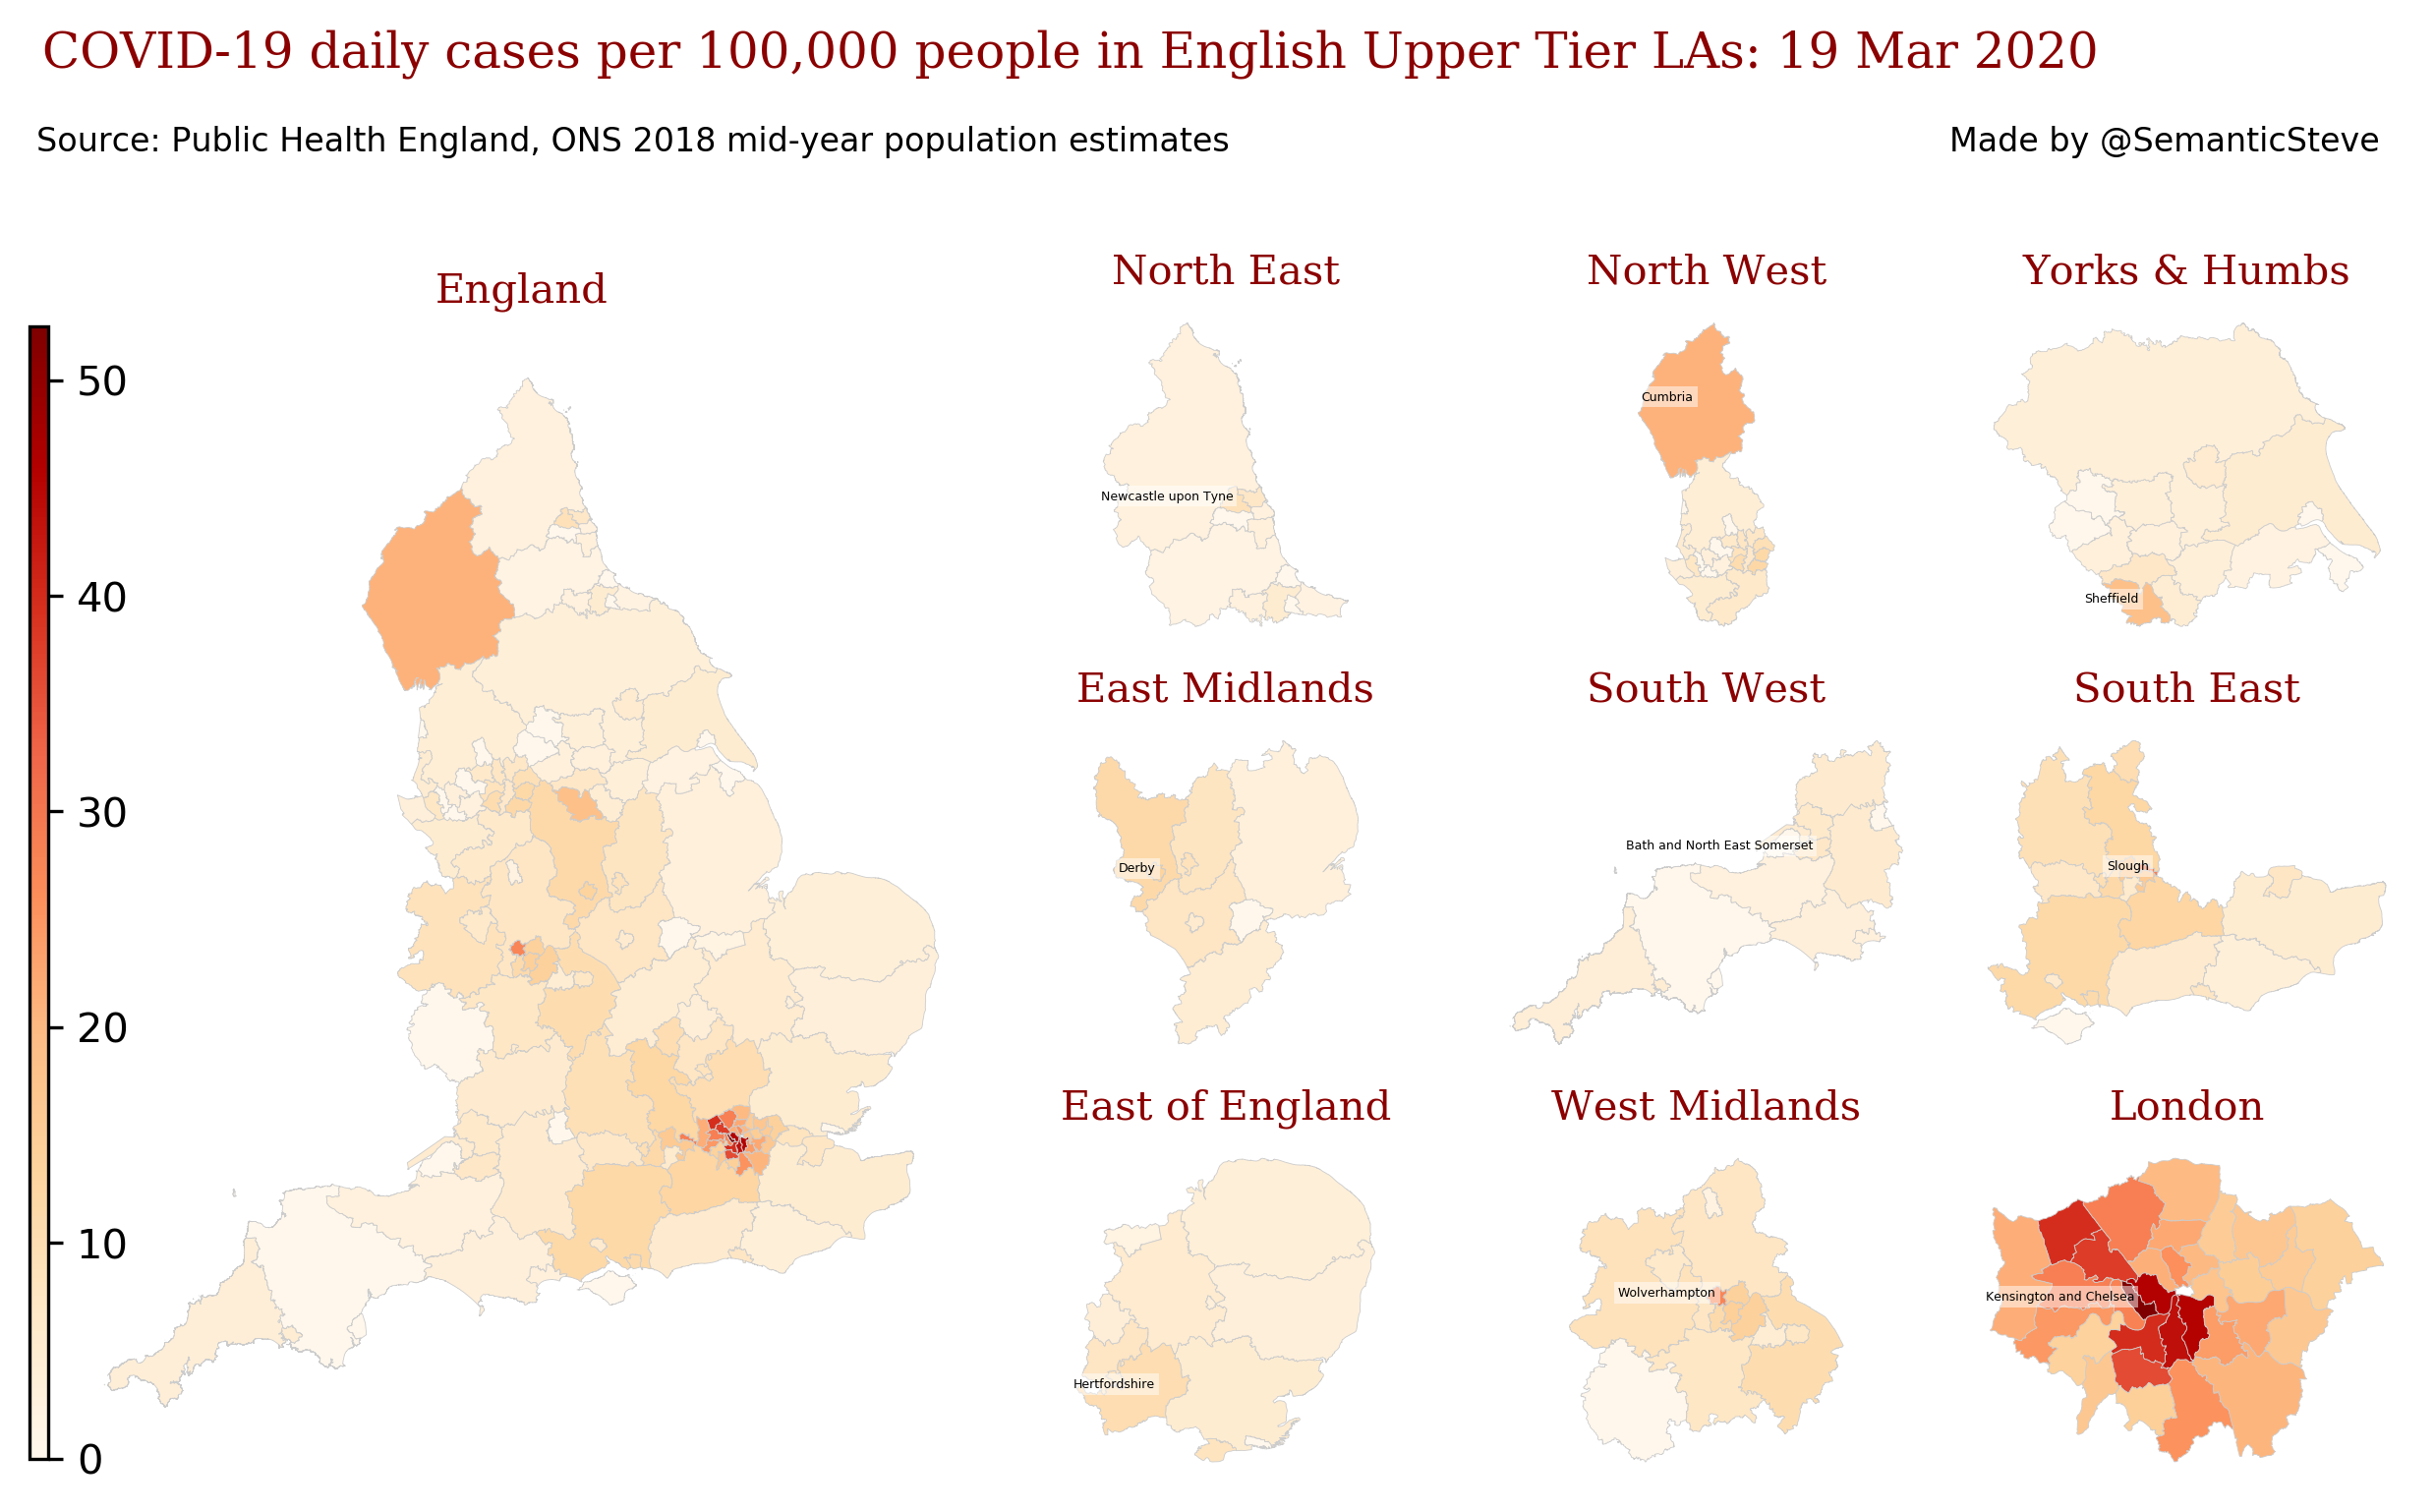 COVID-19 daily cases per 100,000 people in English Upper Tier LAs: 19 Mar 2020
Source: Public Health England, ONS 2018 mid-year population estimates
Made by @SemanticSteve
England
50
40
30
20
10
0
North East
Newcastle upon Tyne
North West
Cumbria
Yorks & Humbs
Sheffield
East Midlands
Derby
South West
Bath and North East Somerset
South East
Slough
East of England
Hertfordshire
West Midlands
Wolverhampton
London
Kensington and Chelsea